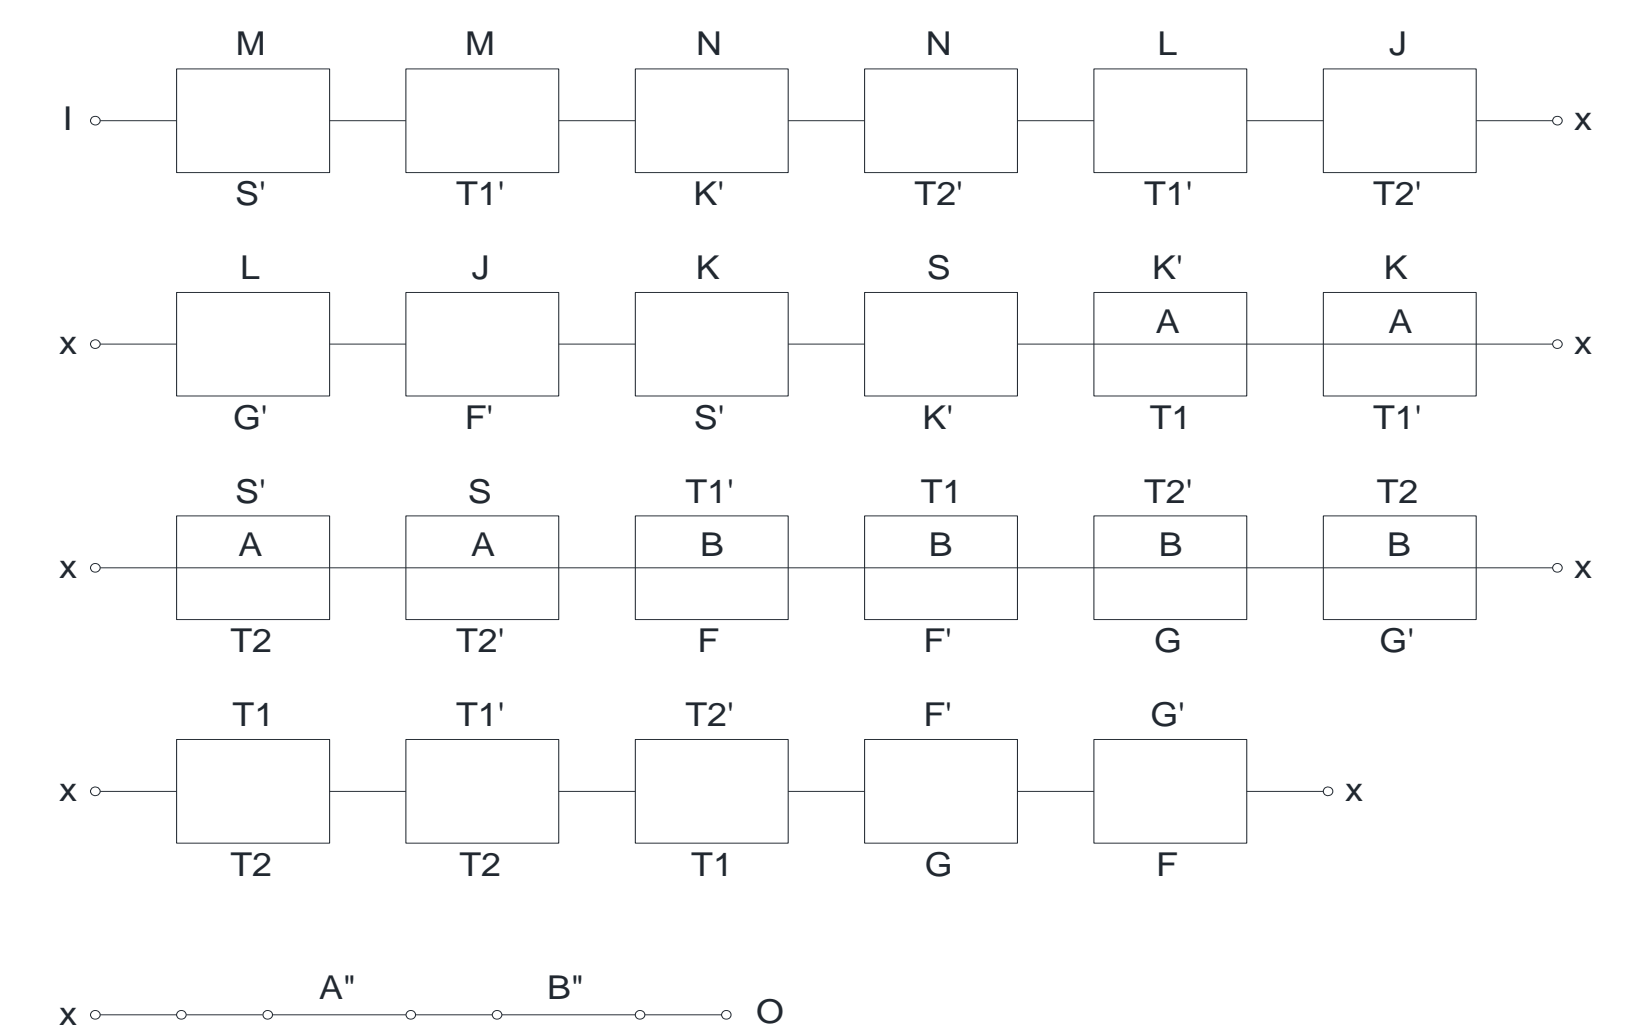 M M N N L J
I x
S' T1' K' T2' T1' T2'
L J K S K' K
A A
x x
G' F' S' K' T1 T1'
S' S T1' T1 T2' T2
A A B B B B
x x
T2 T2' F F' G G'
T1 T1' T2' F' G'
x x
T2 T2 T1 G F
A" B"
x O